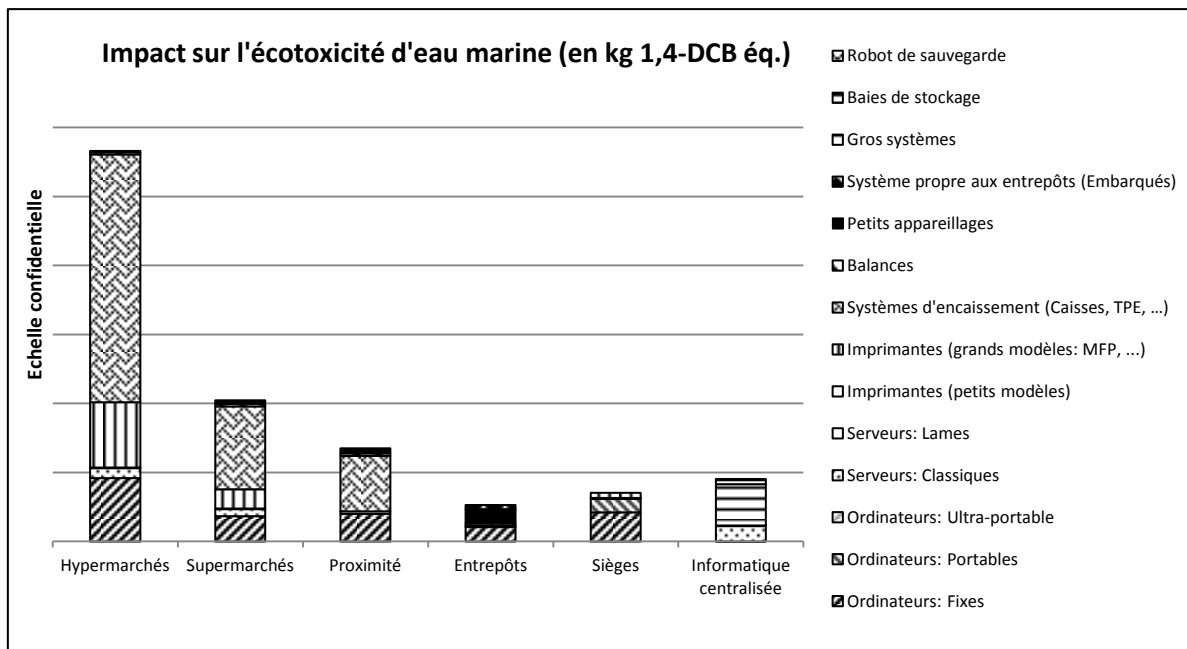 Impact sur l'écotoxicité d'eau marine (en kg 1,4-DCB éq.)
Echelle confidentielle
Hypermarchés
Supermarchés
Proximité
Entrepôts
Sièges
Informatique
centralisée
Robot de sauvegarde
Baies de stockage
Gros systèmes
Système propre aux entrepôts (Embarqués)
Petits appareillages
Balances
Systèmes d'encaissement (Caisses, TPE, …)
Imprimantes (grands modèles: MFP, ...)
Imprimantes (petits modèles)
Serveurs: Lames
Serveurs: Classiques
Ordinateurs: Ultra-portable
Ordinateurs: Portables
Ordinateurs: Fixes